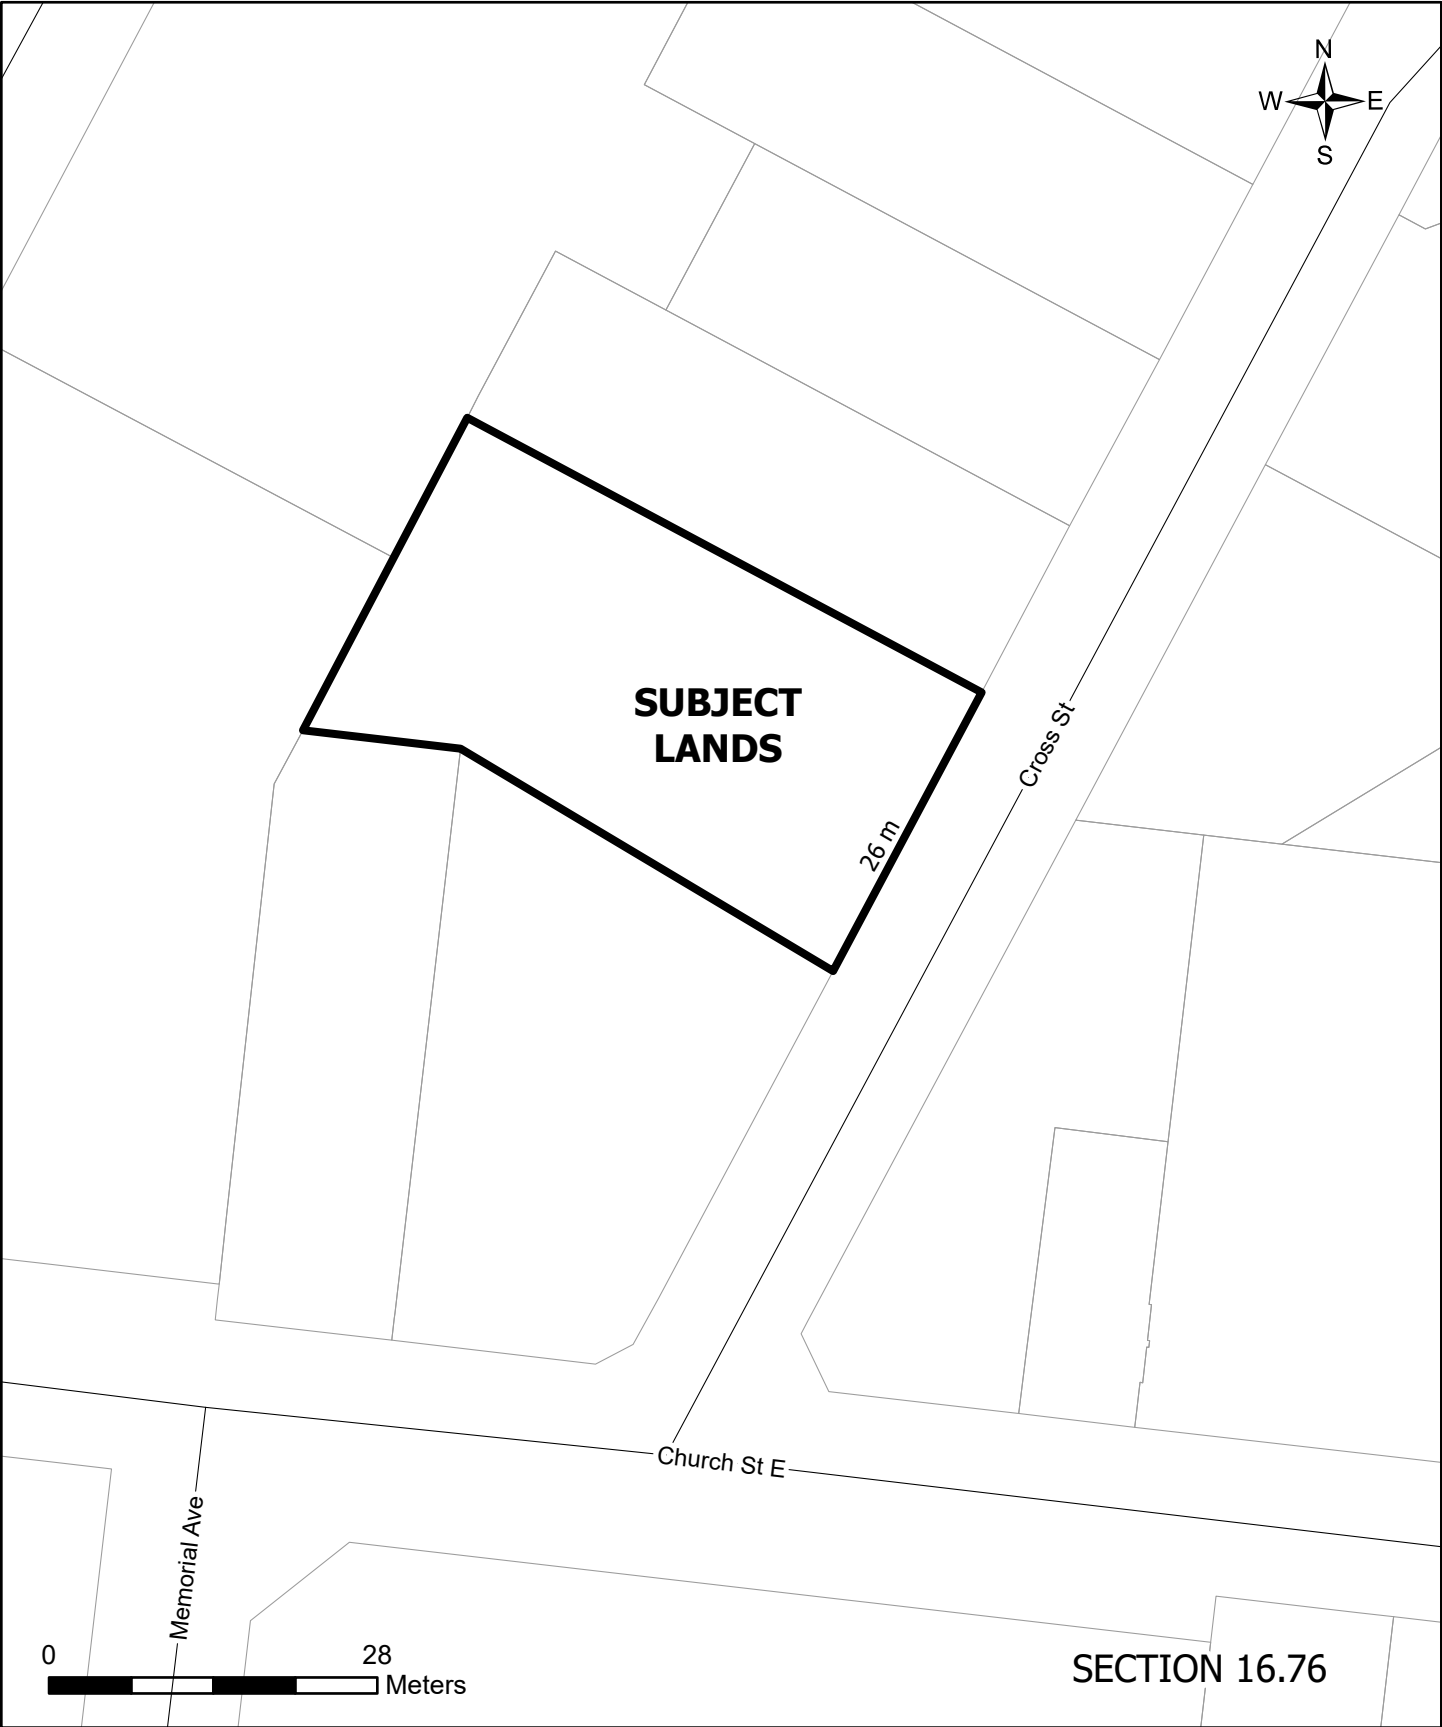 N
W E
S
SUBJECT
LANDS
Cross St
26 m
Church St E
Memorial Ave
0 28
Meters
SECTION 16.76